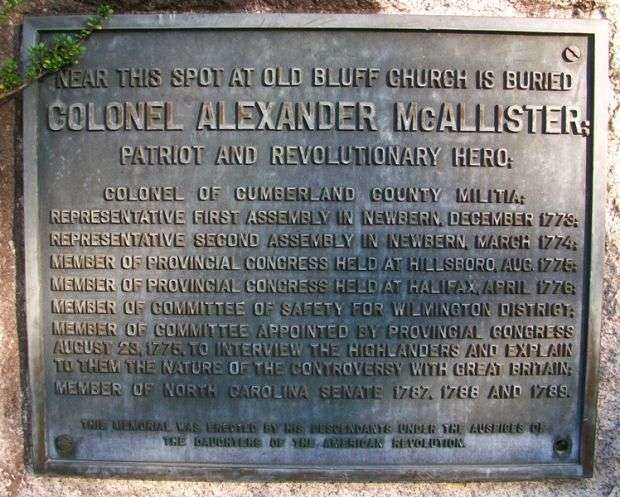 NEAR THIS SPOT AT OLD BLUFF CHURCH IS BURIED
COLONEL ALEXANDER McALLISTER;
PATRIOT AND REVOLUTIONARY HERO;
COLONEL OF CUMBERLAND COUNTY MILITIA;
REPRESENTATIVE FIRST ASSEMBLY IN NEWBERN, DECEMBER 1773;
REPRESENTATIVE SECOND ASSEMBLY IN NEWBERN, MARCH 1774;
MEMBER OF PROVINCIAL CONGRESS HELD AT HILLSBORO, AUG. 1775;
MEMBER OF PROVINCIAL CONGRESS HELD AT HALIFAX, APRIL 1776;
MEMBER OF COMMITTEE OF SAFETY FOR WILMINGTON DISTRICT;
MEMBER OF COMMITTEE APPOINTED BY PROVINCIAL CONGRESS
AUGUST 23, 1775, TO INTERVIEW THE HIGHLANDERS AND EXPLAIN
TO THEM THE NATURE OF THE CONTROVERSY WITH GREAT BRITAIN;
MEMBER OF NORTH CAROLINA SENATE 1787, 1788 AND 1789.
THIS MEMORIAL WAS ERECTED BY HIS DESCENDANTS UNDER THE AUSPICES OF
THE DAUGHTERS OF THE AMERICAN REVOLUTION.